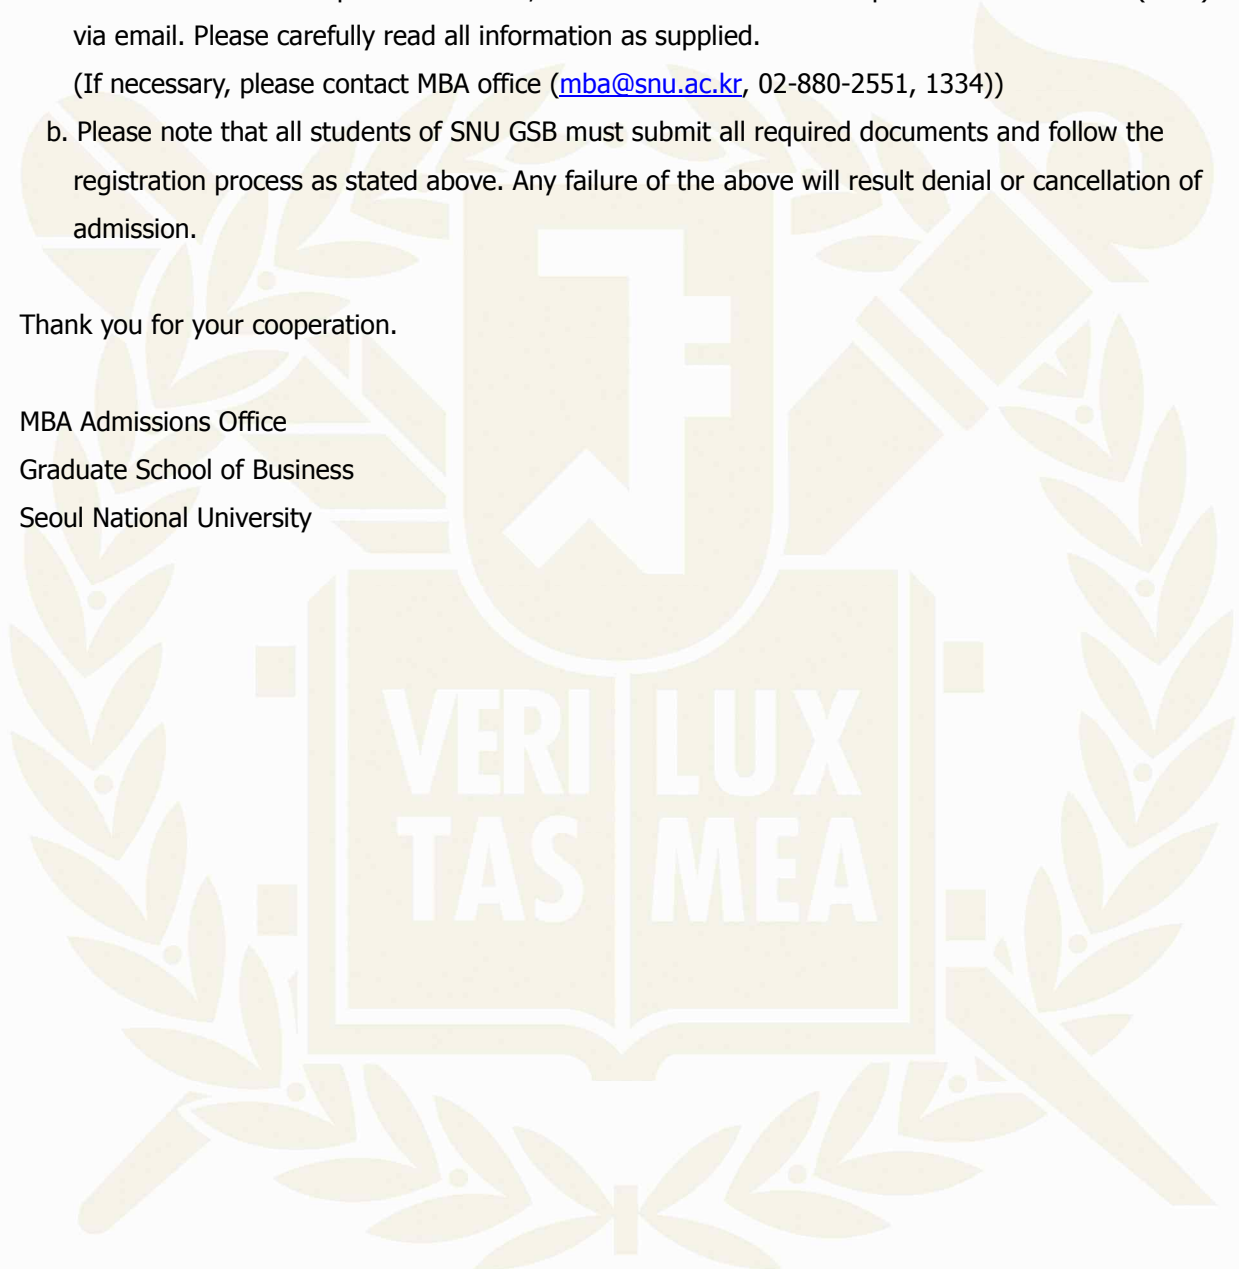 via email. Please carefully read all information as supplied.
(If necessary, please contact MBA office (mba@snu.ac.kr, 02-880-2551, 1334))
b. Please note that all students of SNU GSB must submit all required documents and follow the
registration process as stated above. Any failure of the above will result denial or cancellation of
admission.
Thank you for your cooperation.
MBA Admissions Office
Graduate School of Business
Seoul National University
VERI LUX
TAS MEA